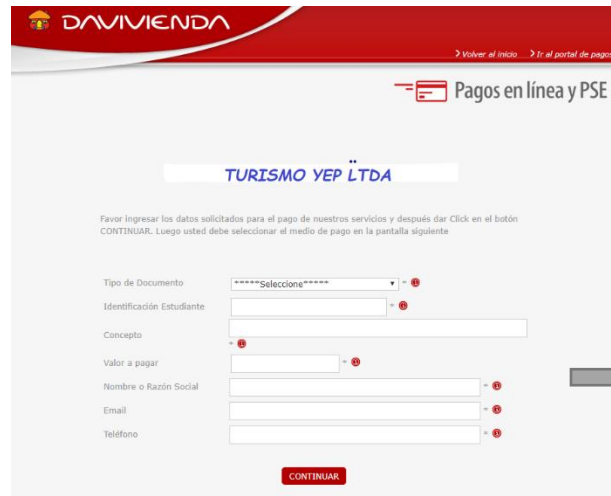 DAVIVIENDA
Volver al inicio Ir al portal de pagos
Pagos en línea y PSE
TURISMO YEP LTDA
Favor ingresar los datos solicitados para el pago de nuestros servicios y después dar Click en el botón
CONTINUAR. Luego usted debe seleccionar el medio de pago en la pantalla siguiente
Tipo de Documento *****Seleccione*****
Identificación Estudiante
Concepto
Valor a pagar
Nombre o Razón Social
Email
Teléfono
CONTINUAR